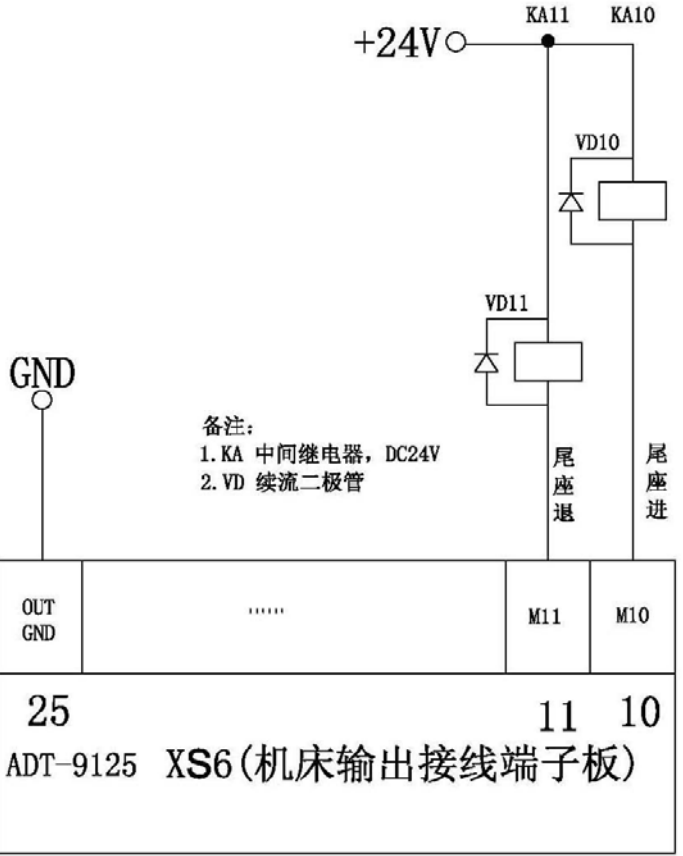 KA11 KA10
+24V
VD10
VD11
GND
备注:
1.KA 中间继电器，DC24V
2.VD 续流二极管
尾座退
尾座进
OUT
GND
......
M11
M10
25
11
10
ADT-9125 XS6(机床输出接线端子板)